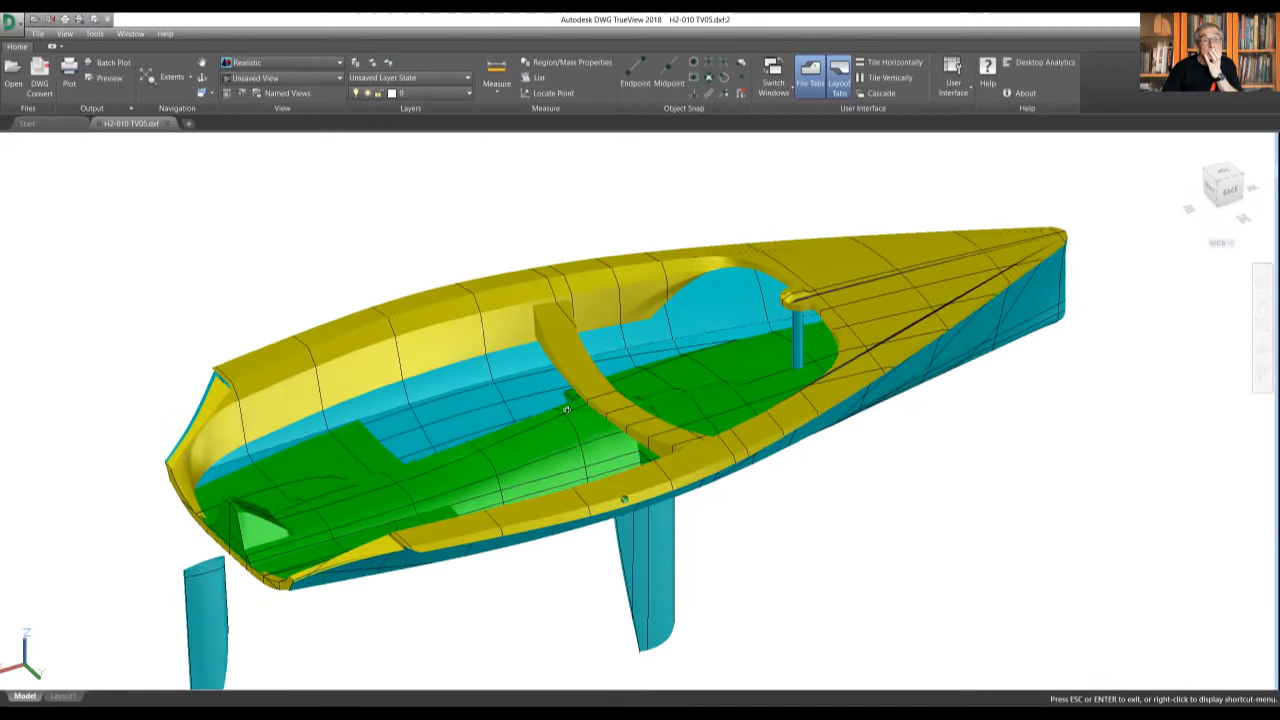 Autodesk DWG TrueView 2018 H2-010 TV05.dxf:2
File View Tools Window Help
Home
Open
DWG Convert
Plot
Batch Plot
Preview
Extents
Realistic
Unsaved View
Named Views
Unsaved Layer State
0
Measure
Region/Mass Properties
List
Locate Point
Endpoint Midpoint
Switch Windows
File Tabs
Layout Tabs
Tile Horizontally
Tile Vertically
Cascade
User Interface
Help
Desktop Analytics
About
Files Output Navigation View Layers Measure Object Snap User Interface Help
Start H2-010 TV05.dxf
BACK
WCS
Z
Model Layout1
Press ESC or ENTER to exit, or right-click to display shortcut-menu.